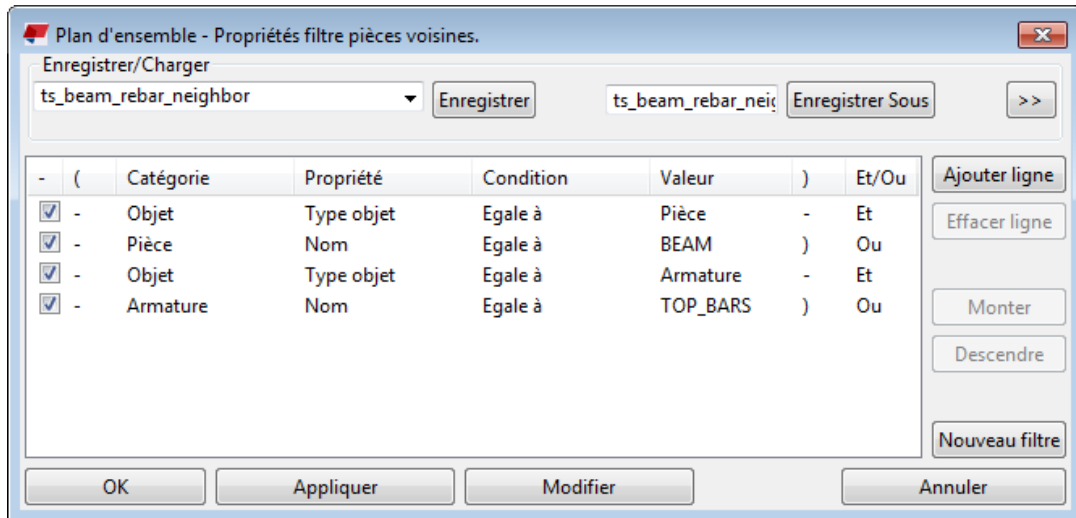 Plan d'ensemble - Propriétés filtre pièces voisines.
Enregistrer/Charger
ts_beam_rebar_neighbor Enregistrer ts_beam_rebar_neig Enregistrer Sous >>
- ( Catégorie Propriété Condition Valeur ) Et/Ou Ajouter ligne
- Objet Type objet Egale à Pièce - Et Effacer ligne
- Pièce Nom Egale à BEAM ) Ou
- Objet Type objet Egale à Armature - Et
- Armature Nom Egale à TOP_BARS ) Ou Monter
Descendre
Nouveau filtre
OK Appliquer Modifier Annuler